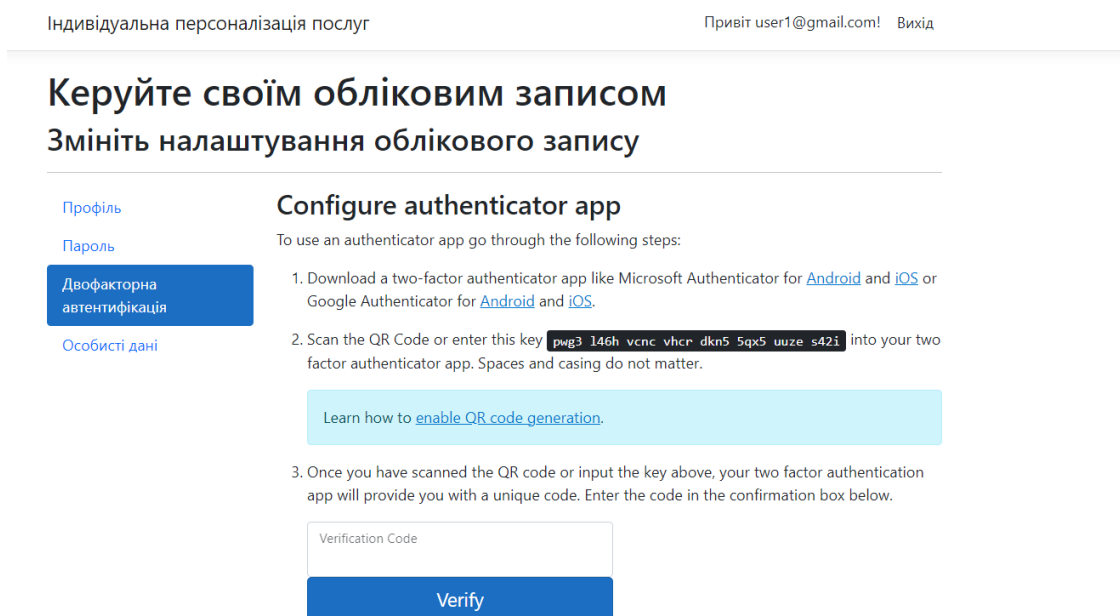 Індивідуальна персоналізація послуг
Привіт user1@gmail.com! Вихід
Керуйте своїм обліковим записом
Змініть налаштування облікового запису
Профіль
Пароль
Двофакторна
автентифікація
Особисті дані
Configure authenticator app
To use an authenticator app go through the following steps:
1. Download a two-factor authenticator app like Microsoft Authenticator for Android and iOS or
Google Authenticator for Android and iOS.
2. Scan the QR Code or enter this key pwg3 l46h vcnc vhcr dkn5 5qx5 uuze s42i into your two
factor authenticator app. Spaces and casing do not matter.
Learn how to enable QR code generation.
3. Once you have scanned the QR code or input the key above, your two factor authentication
app will provide you with a unique code. Enter the code in the confirmation box below.
Verification Code
Verify